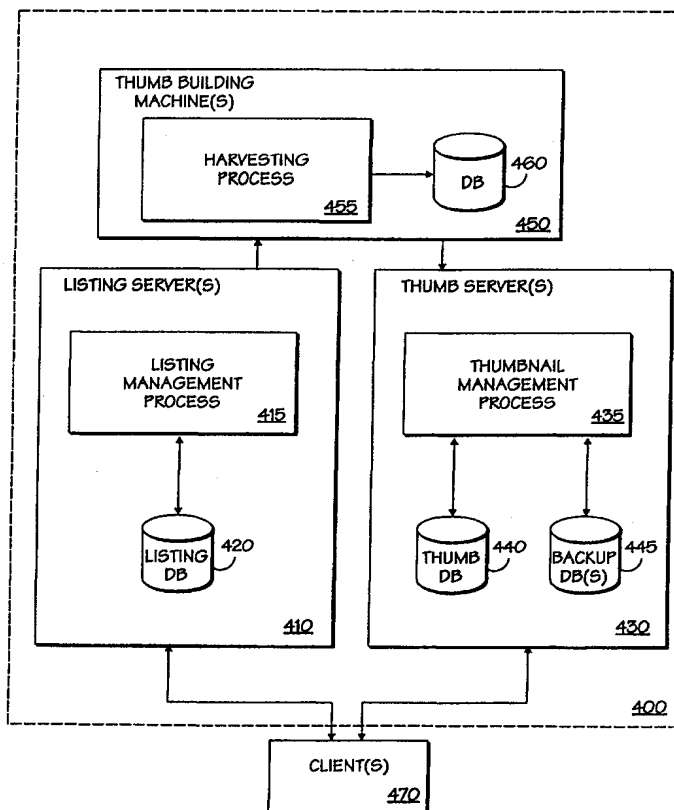 THUMB BUILDING
MACHINE(S)
HARVESTING
PROCESS
455
DB
460
450
LISTING SERVER(S)
LISTING
MANAGEMENT
PROCESS
415
LISTING
DB
420
410
THUMB SERVER(S)
THUMBNAIL
MANAGEMENT
PROCESS
435
THUMB
DB
440
BACKUP
DB(S)
445
430
400
CLIENT(S)
470